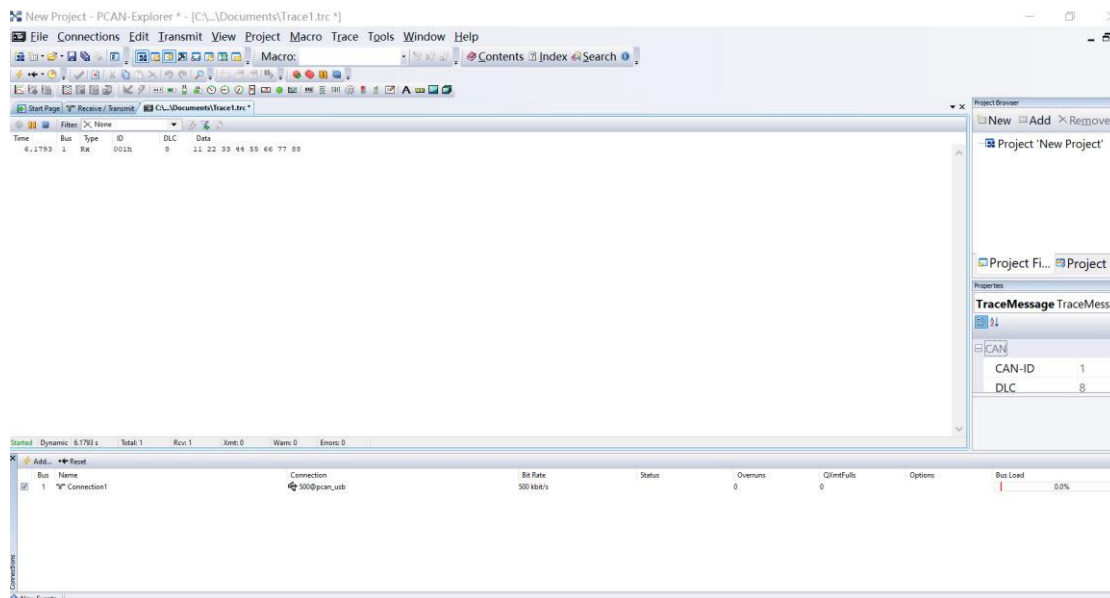 New Project - PCAN-Explorer * - [C:\...\Documents\Trace1.trc *]
File Connections Edit Transmit View Project Macro Trace Tools Window Help
Macro: Contents Index Search
Start Page Receive / Transmit C:\...\Documents\Trace1.trc *
Project Browser
Filter: None
New Add Remove
Time Bus Type ID DLC Data
6.1793 1 Rx 001h 8 11 22 33 44 55 66 77 88
Project 'New Project'
Project Fi... Project
Properties
TraceMessage TraceMess
CAN
CAN-ID 1
DLC 8
Started Dynamic 6.1793 s Total: 1 Rcv: 1 Xmt: 0 Warn: 0 Errors: 0
Add... Reset
Bus Name Connection Bit Rate Status Overruns QXmtFulls Options Bus Load
1 Connection1 500@pcan_usb 500 kbit/s 0 0 0.0%
Connections